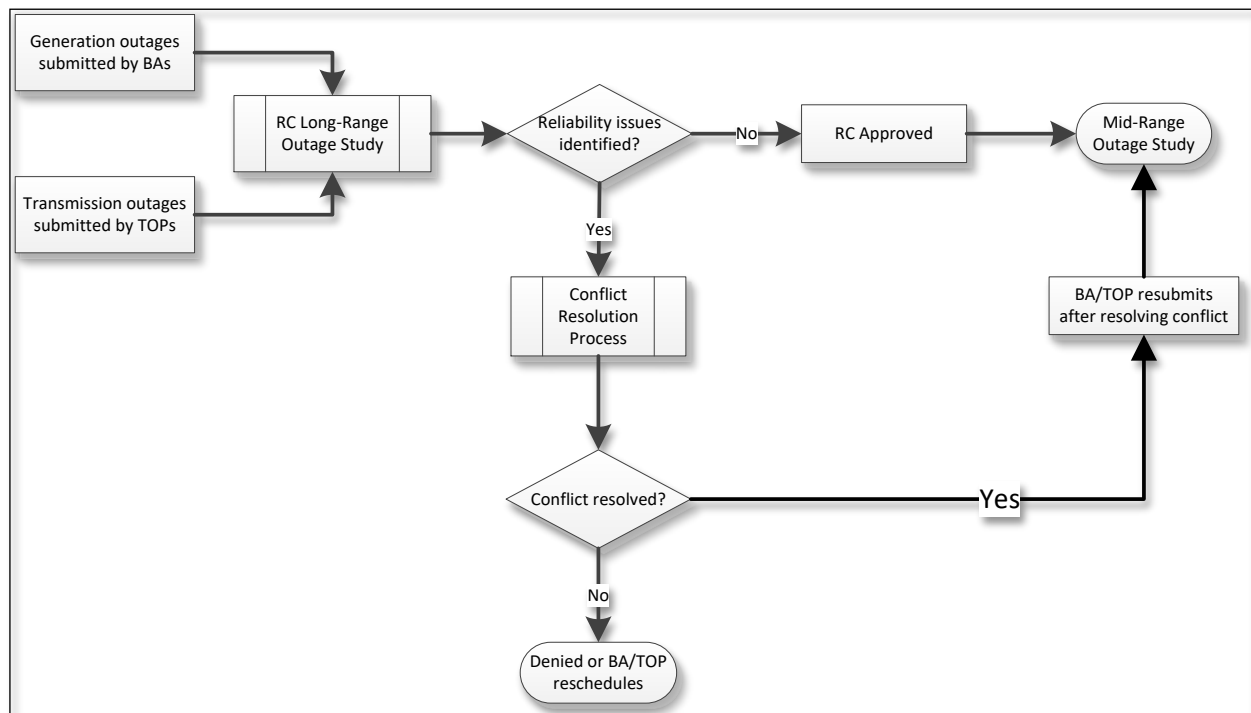 Generation outages
submitted by BAs
RC Long-Range
Outage Study
Transmission outages
submitted by TOPs
Reliability issues
identified?
No
RC Approved
Mid-Range
Outage Study
Yes
Conflict
Resolution
Process
BA/TOP resubmits
after resolving conflict
Conflict resolved?
Yes
No
Denied or BA/TOP
reschedules